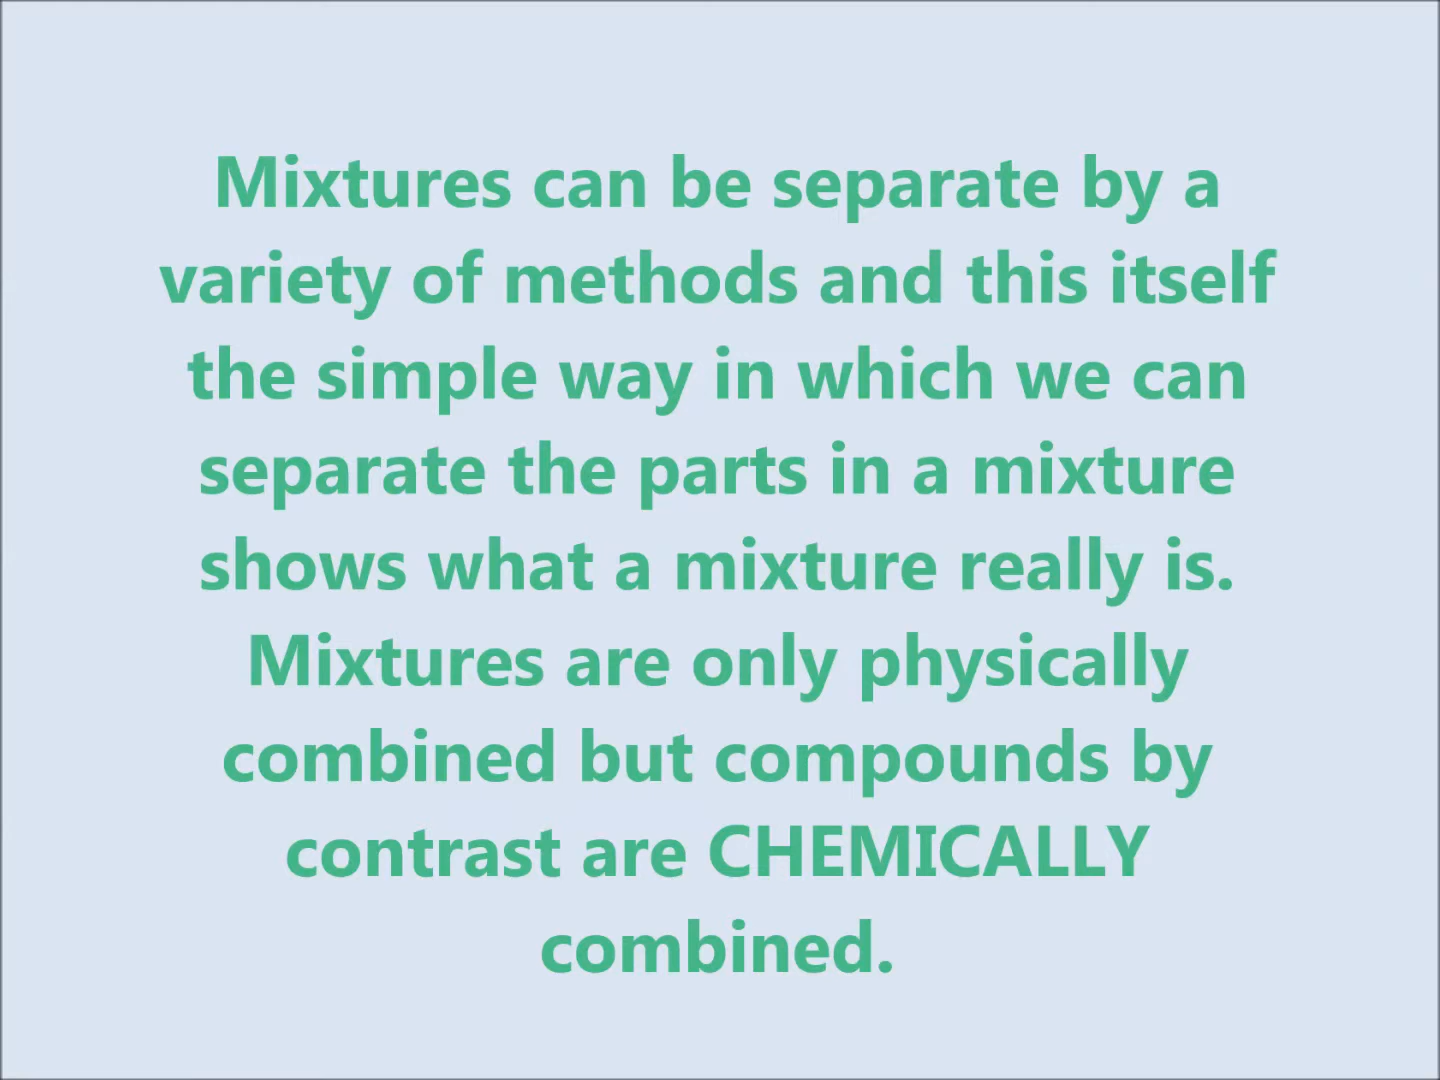 Mixtures can be separate by a
variety of methods and this itself
the simple way in which we can
separate the parts in a mixture
shows what a mixture really is.
Mixtures are only physically
combined but compounds by
contrast are CHEMICALLY
combined.